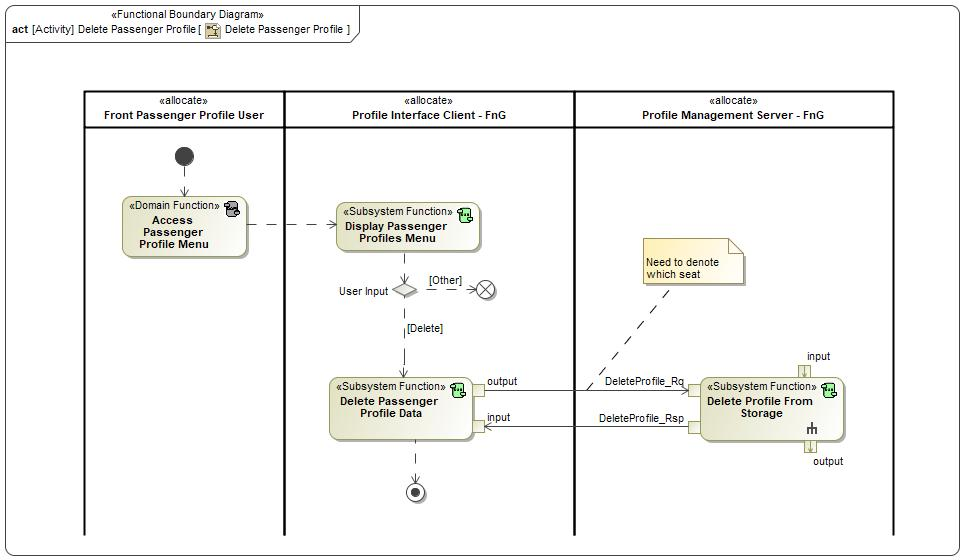 «Functional Boundary Diagram»
act [Activity] Delete Passenger Profile [ Delete Passenger Profile ]
«allocate»
Front Passenger Profile User
«allocate»
Profile Interface Client - FnG
«allocate»
Profile Management Server - FnG
«Domain Function»
Access
Passenger
Profile Menu
«Subsystem Function»
Display Passenger
Profiles Menu
User Input
[Other]
[Delete]
Need to denote
which seat
«Subsystem Function»
Delete Passenger
Profile Data
output
input
DeleteProfile_Rq
DeleteProfile_Rsp
input
«Subsystem Function»
Delete Profile From
Storage
output